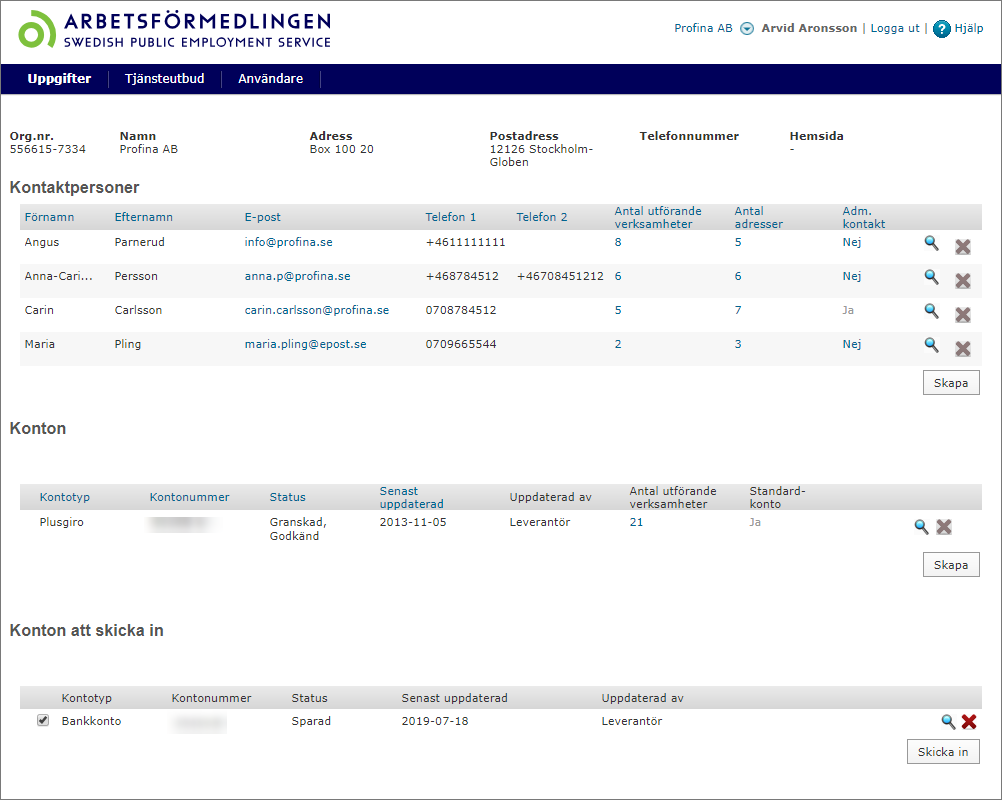 ARBETSFÖRMEDLINGEN
SWEDISH PUBLIC EMPLOYMENT SERVICE
Profina AB Arvid Aronsson | Logga ut | ? Hjälp
Uppgifter Tjänsteutbud Användare
Org.nr. Namn Adress Postadress Telefonnummer Hemsida
556615-7334 Profina AB Box 100 20 12126 Stockholm- -
Globen
Kontaktpersoner
Förnamn Efternamn E-post Telefon 1 Telefon 2 Antal utförande Antal Adm.
verksamheter adresser kontakt
Angus Parnerud info@profina.se +4611111111 8 5 Nej
Anna-Cari... Persson anna.p@profina.se +468784512 +46708451212 6 6 Nej
Carin Carlsson carin.carlsson@profina.se 0708784512 5 7 Ja
Maria Pling maria.pling@epost.se 0709665544 2 3 Nej
Skapa
Konton
Kontotyp Kontonummer Status Senast Uppdaterad av Antal utförande Standard-
uppdaterad verksamheter konto
Plusgiro Granskad, 2013-11-05 Leverantör 21 Ja
Godkänd
Skapa
Konton att skicka in
Kontotyp Kontonummer Status Senast uppdaterad Uppdaterad av
Bankkonto Sparad 2019-07-18 Leverantör
Skicka in